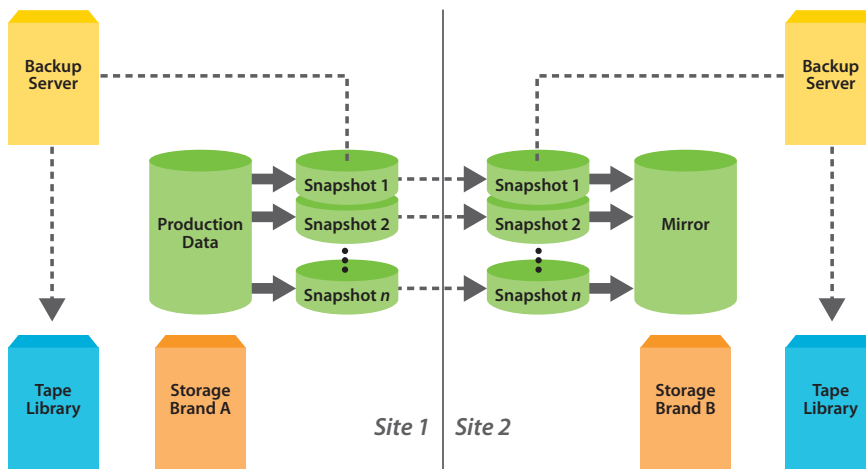 Backup
Server
Backup
Server
Snapshot 1
Snapshot 1
Production
Data
Snapshot 2
Snapshot 2
Mirror
Snapshot n
Snapshot n
Tape
Library
Storage
Brand A
Site 1
Site 2
Storage
Brand B
Tape
Library